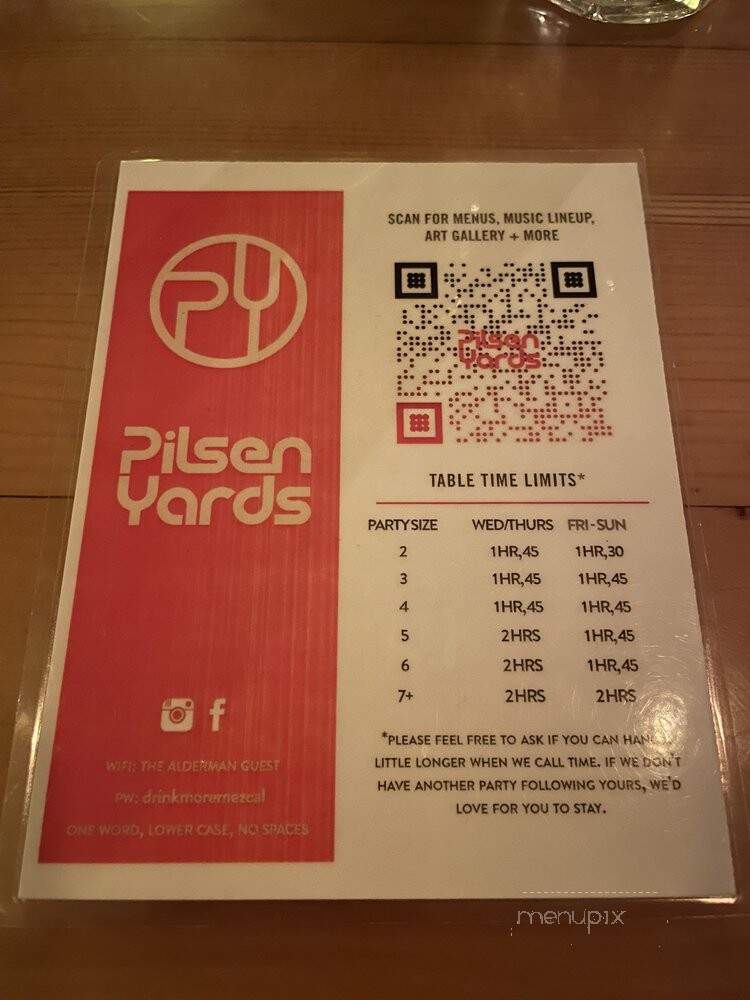 PY
Pilsen
Yards
WIFI: THE ALDERMAN GUEST
PW: drinkmoremezcal
ONE WORD, LOWER CASE, NO SPACES
SCAN FOR MENUS, MUSIC LINEUP,
ART GALLERY + MORE
Pilsen
Yards
TABLE TIME LIMITS*
PARTY SIZE WED/THURS FRI-SUN
2 1HR,45 1HR,30
3 1HR,45 1HR,45
4 1HR,45 1HR,45
5 2HRS 1HR,45
6 2HRS 1HR,45
7+ 2HRS 2HRS
*PLEASE FEEL FREE TO ASK IF YOU CAN
LITTLE LONGER WHEN WE CALL TIME. IF WE DON'T
HAVE ANOTHER PARTY FOLLOWING YOURS, WE'D
LOVE FOR YOU TO STAY.
menupix